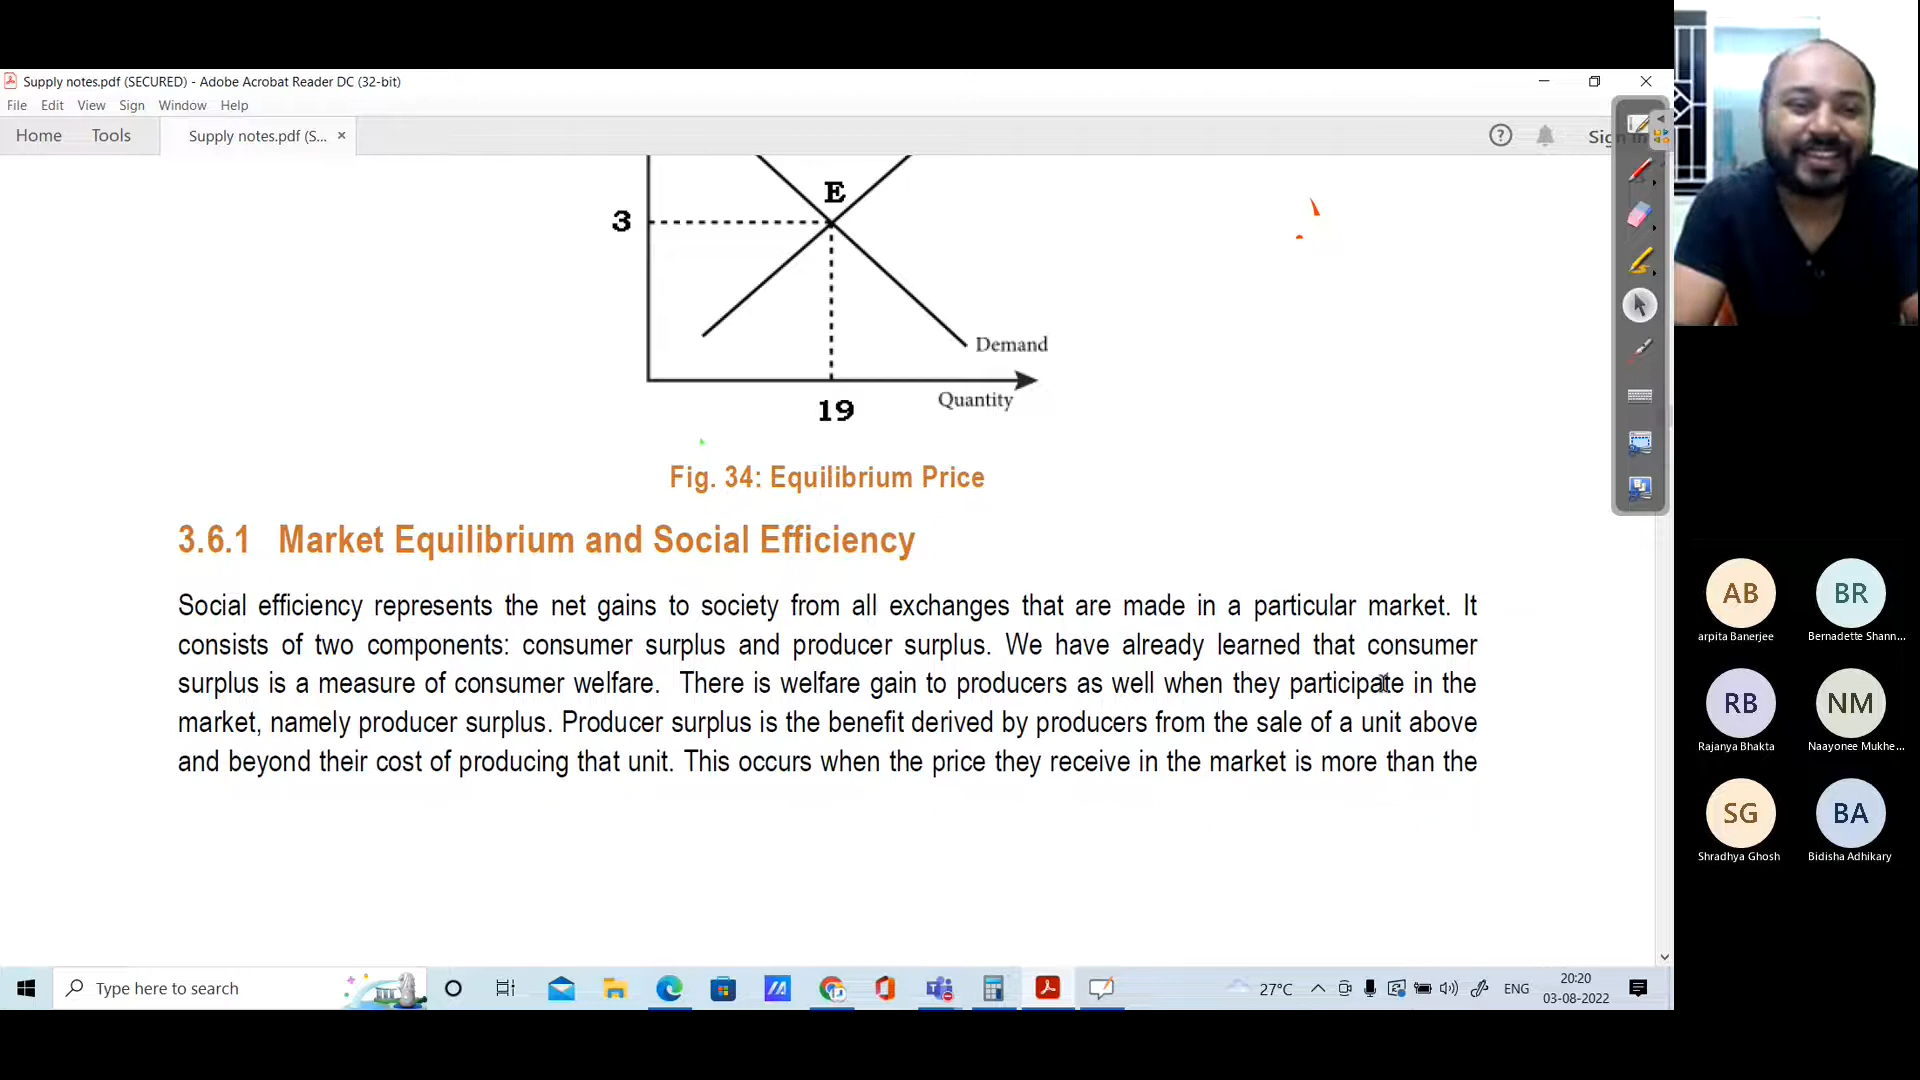 Supply notes.pdf (SECURED) - Adobe Acrobat Reader DC (32-bit)
File Edit View Sign Window Help
Home Tools Supply notes.pdf (S... ×
E
3
Demand
Quantity
19
Fig. 34: Equilibrium Price
3.6.1 Market Equilibrium and Social Efficiency
Social efficiency represents the net gains to society from all exchanges that are made in a particular market. It
consists of two components: consumer surplus and producer surplus. We have already learned that consumer
surplus is a measure of consumer welfare. There is welfare gain to producers as well when they participate in the
market, namely producer surplus. Producer surplus is the benefit derived by producers from the sale of a unit above
and beyond their cost of producing that unit. This occurs when the price they receive in the market is more than the
AB BR
arpita Banerjee Bernadette Shann...
RB NM
Rajanya Bhakta Naayonee Mukhe...
SG BA
Shradhya Ghosh Bidisha Adhikary
Type here to search
27°C ENG
20:20
03-08-2022